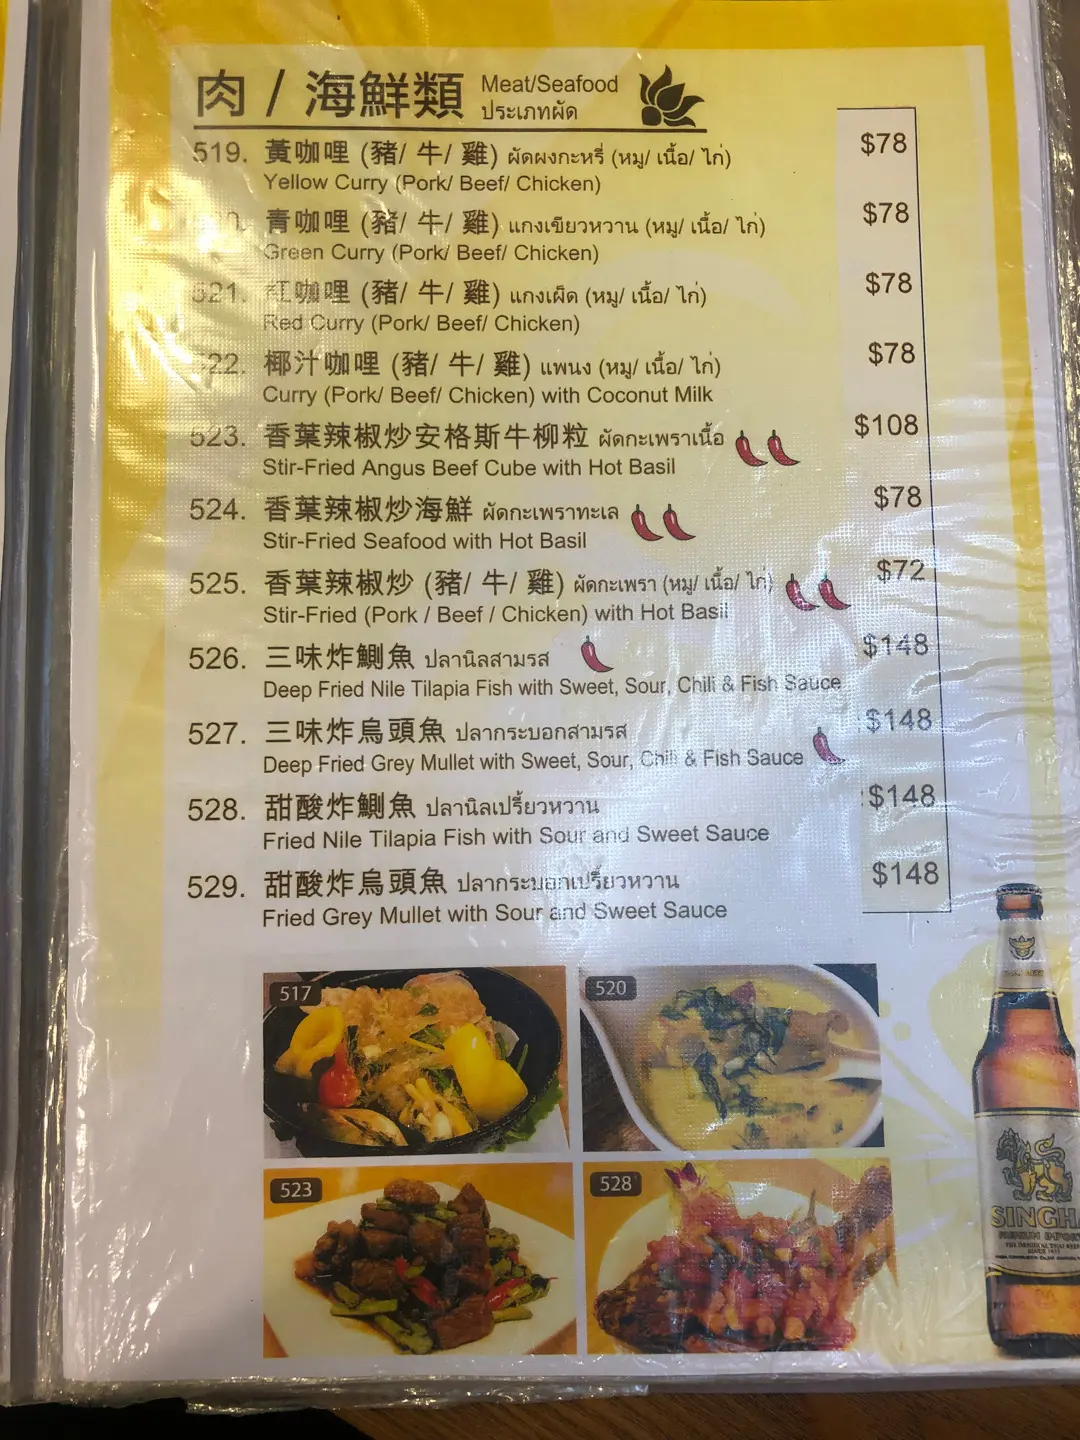 肉 / 海鮮類 Meat/Seafood
ประเภทผัด
519. 黃咖哩 (豬/ 牛/ 雞) ผัดผงกะหรี่ (หมู/ เนื้อ/ ไก่) $78
Yellow Curry (Pork/ Beef/ Chicken)
青咖哩 (豬/ 牛/ 雞) แกงเขียวหวาน (หมู/ เนื้อ/ ไก่) $78
Green Curry (Pork/ Beef/ Chicken)
521. 紅咖哩 (豬/ 牛/ 雞) แกงเผ็ด (หมู/ เนื้อ/ ไก่) $78
Red Curry (Pork/ Beef/ Chicken)
522. 椰汁咖哩 (豬/ 牛/ 雞) แพนง (หมู/ เนื้อ/ ไก่) $78
Curry (Pork/ Beef/ Chicken) with Coconut Milk
523. 香葉辣椒炒安格斯牛柳粒 ผัดกะเพราเนื้อ $108
Stir-Fried Angus Beef Cube with Hot Basil
524. 香葉辣椒炒海鮮 ผัดกะเพราทะเล $78
Stir-Fried Seafood with Hot Basil
525. 香葉辣椒炒 (豬/ 牛/ 雞) ผัดกะเพรา (หมู/ เนื้อ/ ไก่) $72
Stir-Fried (Pork / Beef / Chicken) with Hot Basil
526. 三味炸鰂魚 ปลานิลสามรส $148
Deep Fried Nile Tilapia Fish with Sweet, Sour, Chili & Fish Sauce
527. 三味炸烏頭魚 ปลากระบอกสามรส $148
Deep Fried Grey Mullet with Sweet, Sour, Chili & Fish Sauce
528. 甜酸炸鰂魚 ปลานิลเปรี้ยวหวาน $148
Fried Nile Tilapia Fish with Sour and Sweet Sauce
529. 甜酸炸烏頭魚 ปลากระบอกเปรี้ยวหวาน $148
Fried Grey Mullet with Sour and Sweet Sauce
517
520
523
528
SINGH
PREMIUM IMPOR